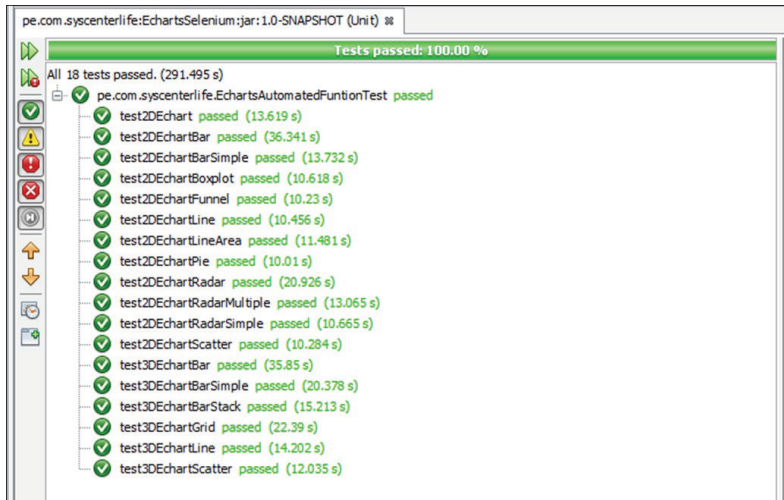 pe.com.syscenterlife:EchartsSelenium:jar:1.0-SNAPSHOT (Unit)
Tests passed: 100.00 %
All 18 tests passed. (291.495 s)
pe.com.syscenterlife.EchartsAutomatedFuntionTest passed
test2DEchart passed (13.619 s)
test2DEchartBar passed (36.341 s)
test2DEchartBarSimple passed (13.732 s)
test2DEchartBoxplot passed (10.618 s)
test2DEchartFunnel passed (10.23 s)
test2DEchartLine passed (10.456 s)
test2DEchartLineArea passed (11.481 s)
test2DEchartPie passed (10.01 s)
test2DEchartRadar passed (20.926 s)
test2DEchartRadarMultiple passed (13.065 s)
test2DEchartRadarSimple passed (10.665 s)
test2DEchartScatter passed (10.284 s)
test3DEchartBar passed (35.85 s)
test3DEchartBarSimple passed (20.378 s)
test3DEchartBarStack passed (15.213 s)
test3DEchartGrid passed (22.39 s)
test3DEchartLine passed (14.202 s)
test3DEchartScatter passed (12.035 s)